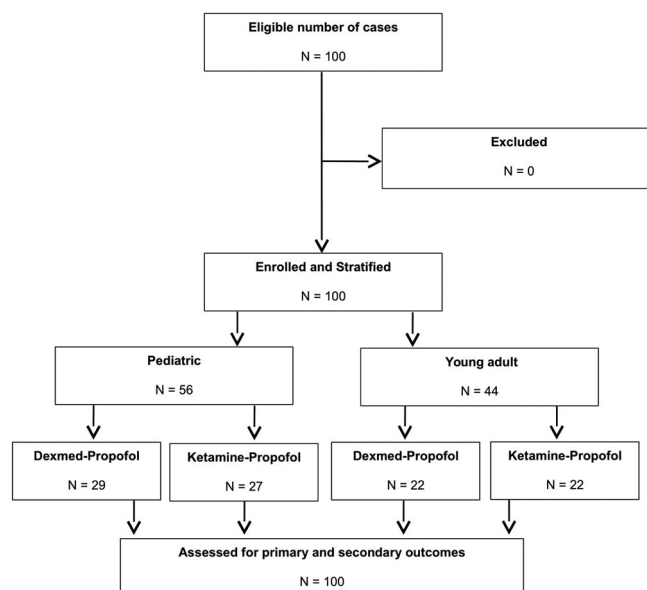 Eligible number of cases
N = 100
Excluded
N = 0
Enrolled and Stratified
N = 100
Pediatric
N = 56
Young adult
N = 44
Dexmed-Propofol
N = 29
Ketamine-Propofol
N = 27
Dexmed-Propofol
N = 22
Ketamine-Propofol
N = 22
Assessed for primary and secondary outcomes
N = 100